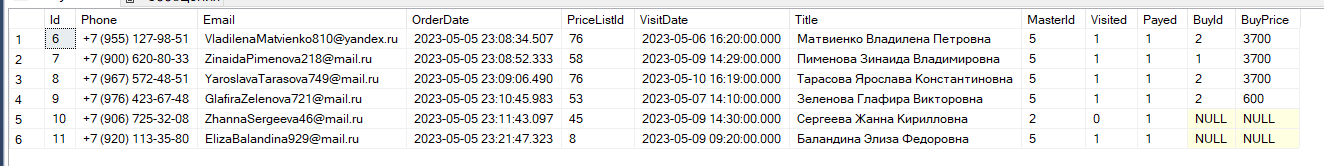 Id Phone Email OrderDate PriceListId VisitDate Title MasterId Visited Payed BuyId BuyPrice
1 6 +7 (955) 127-98-51 VladilenaMatvienko810@yandex.ru 2023-05-05 23:08:34.507 76 2023-05-06 16:20:00.000 Матвиенко Владилена Петровна 5 1 1 2 3700
2 7 +7 (900) 620-80-33 ZinaidaPimenova218@mail.ru 2023-05-05 23:08:52.333 58 2023-05-09 14:29:00.000 Пименова Зинаида Владимировна 5 1 1 1 3700
3 8 +7 (967) 572-48-51 YaroslavaTarasova749@mail.ru 2023-05-05 23:09:06.490 76 2023-05-10 16:19:00.000 Тарасова Ярослава Константиновна 5 1 1 2 3700
4 9 +7 (976) 423-67-48 GlafiraZelenova721@mail.ru 2023-05-05 23:10:45.983 53 2023-05-07 14:10:00.000 Зеленова Глафира Викторовна 5 1 1 2 600
5 10 +7 (906) 725-32-08 ZhannaSergeeva46@mail.ru 2023-05-05 23:11:43.097 45 2023-05-09 14:30:00.000 Сергеева Жанна Кирилловна 2 0 1 NULL NULL
6 11 +7 (920) 113-35-80 ElizaBalandina929@mail.ru 2023-05-05 23:21:47.323 8 2023-05-09 09:20:00.000 Баландина Элиза Федоровна 5 1 1 NULL NULL